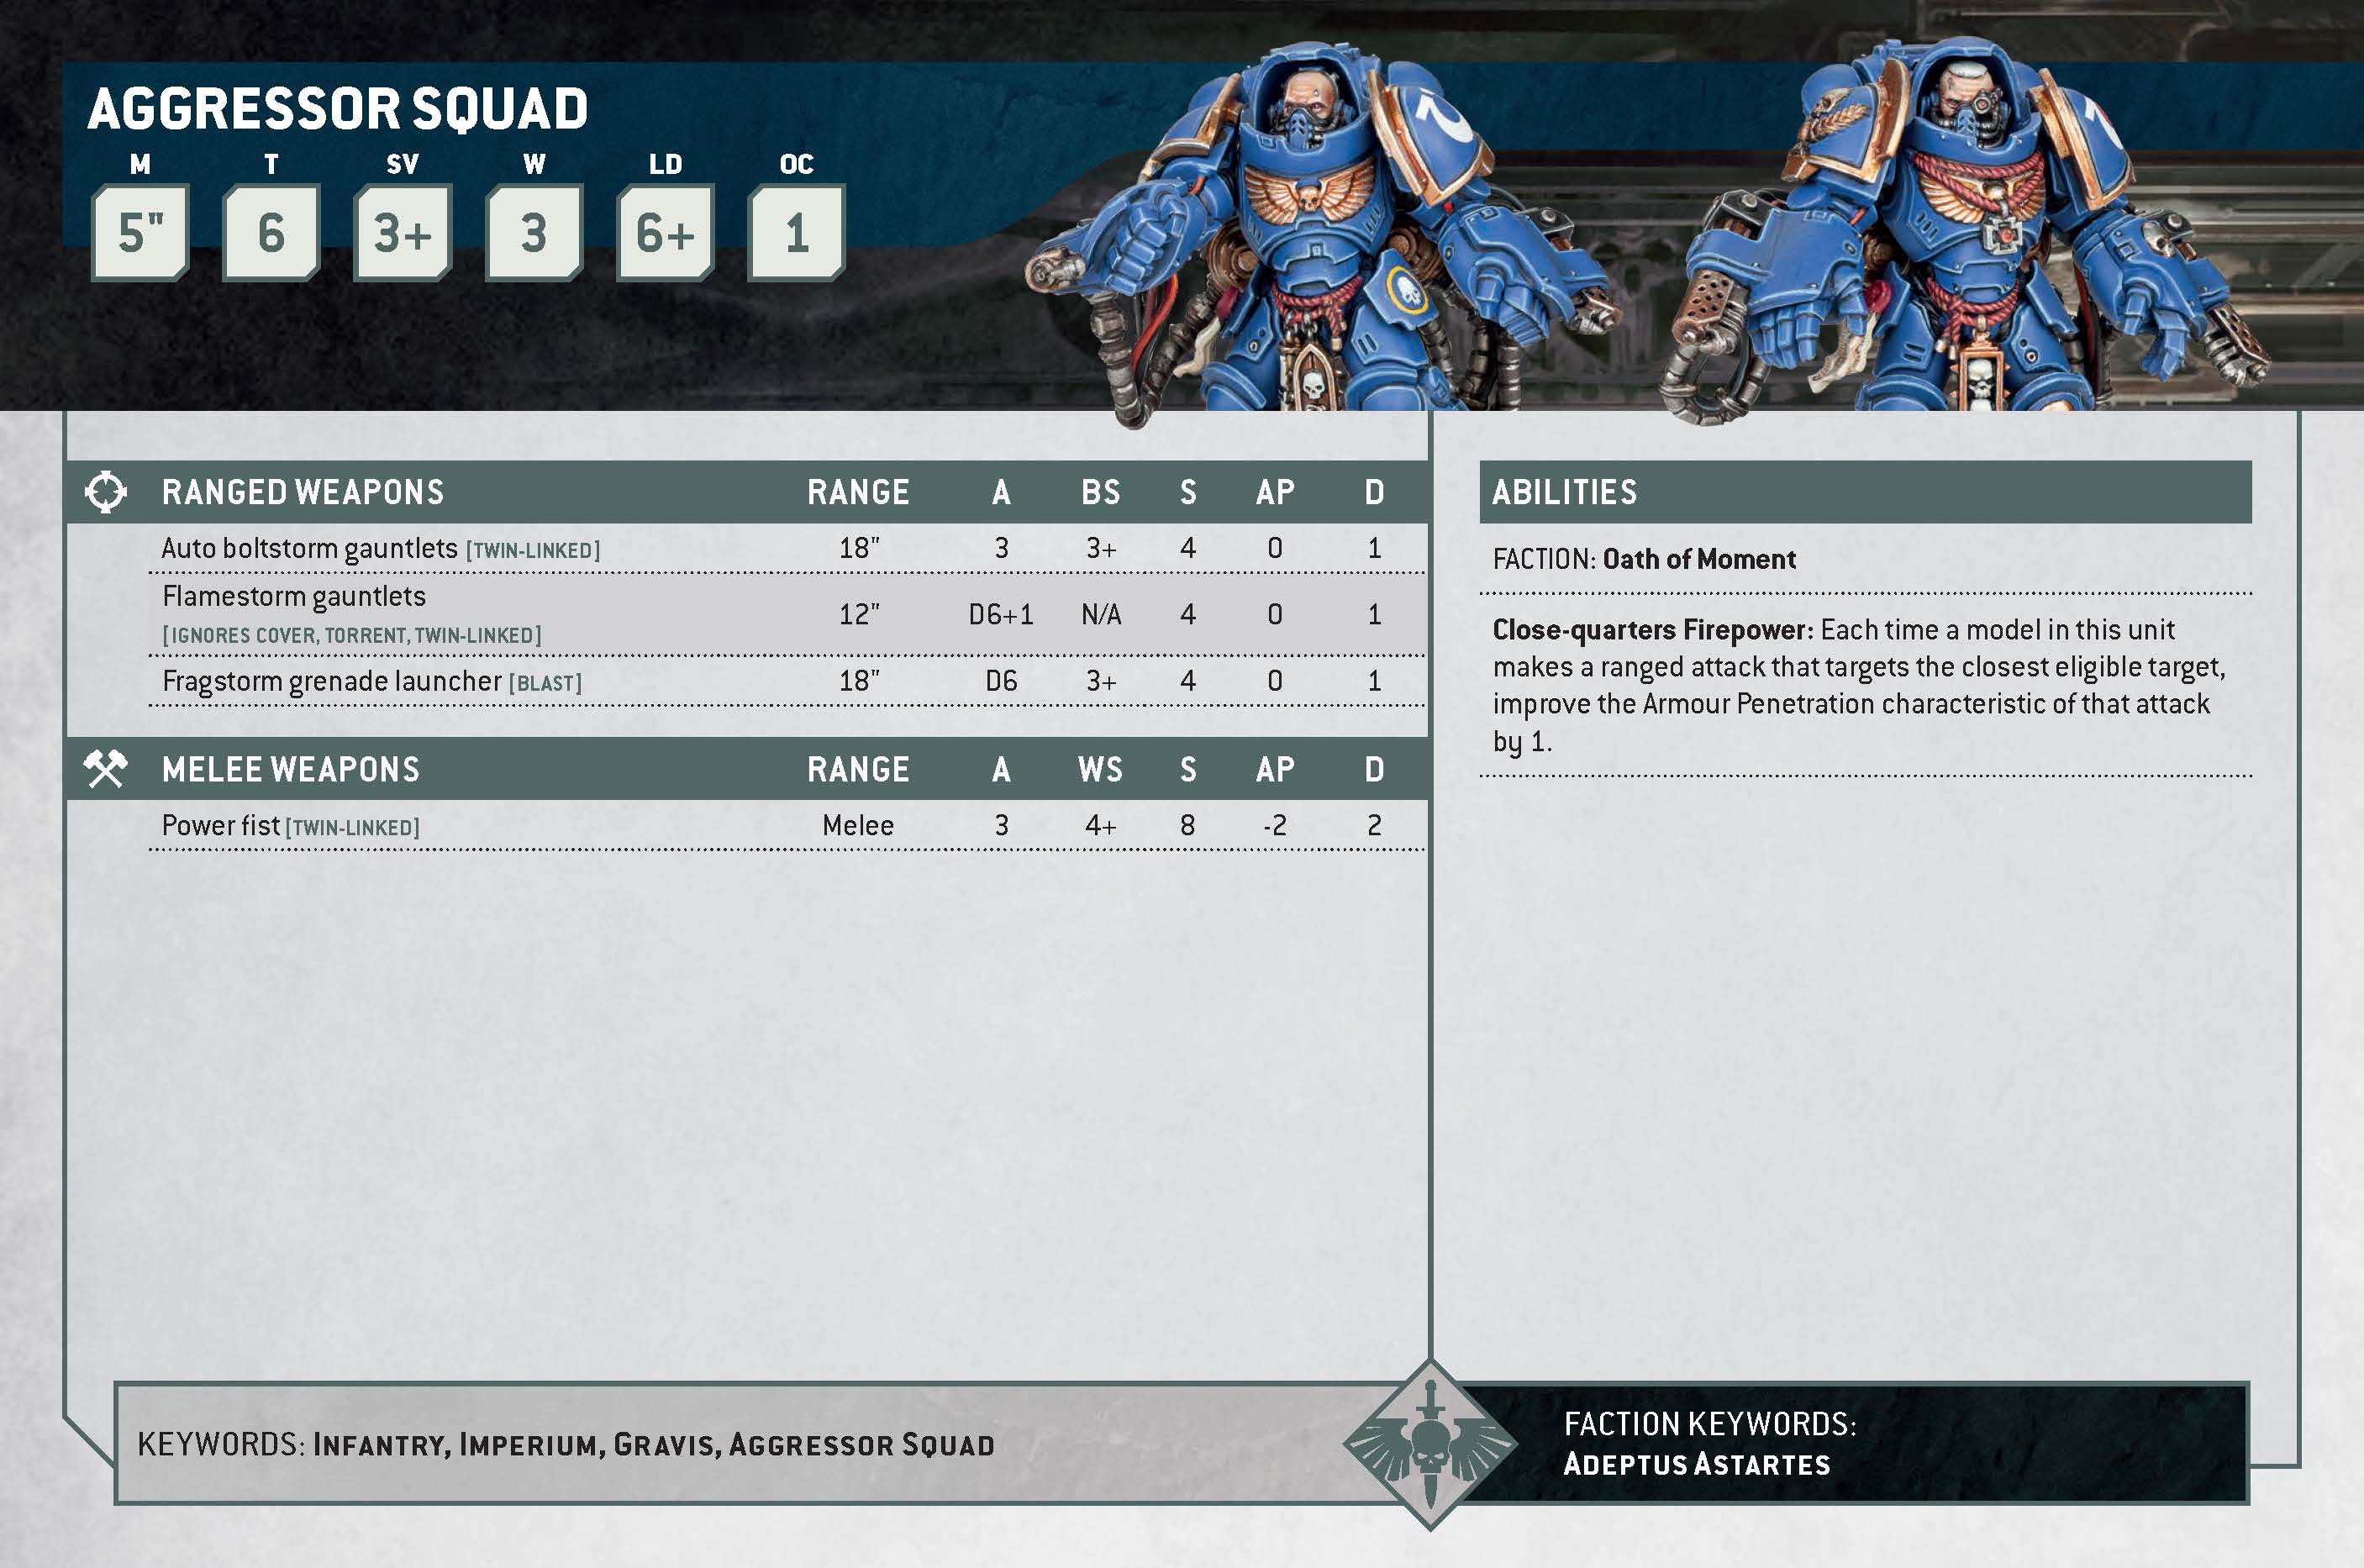 AGGRESSOR SQUAD
M T SV W LD OC
5" 6 3+ 3 6+ 1
RANGED WEAPONS RANGE A BS S AP D
Auto boltstorm gauntlets [TWIN-LINKED] 18" 3 3+ 4 0 1
Flamestorm gauntlets
[IGNORES COVER, TORRENT, TWIN-LINKED] 12" D6+1 N/A 4 0 1
Fragstorm grenade launcher [BLAST] 18" D6 3+ 4 0 1
MELEE WEAPONS RANGE A WS S AP D
Power fist [TWIN-LINKED] Melee 3 4+ 8 -2 2
ABILITIES
FACTION: Oath of Moment
Close-quarters Firepower: Each time a model in this unit
makes a ranged attack that targets the closest eligible target,
improve the Armour Penetration characteristic of that attack
by 1.
KEYWORDS: INFANTRY, IMPERIUM, GRAVIS, AGGRESSOR SQUAD
FACTION KEYWORDS:
ADEPTUS ASTARTES